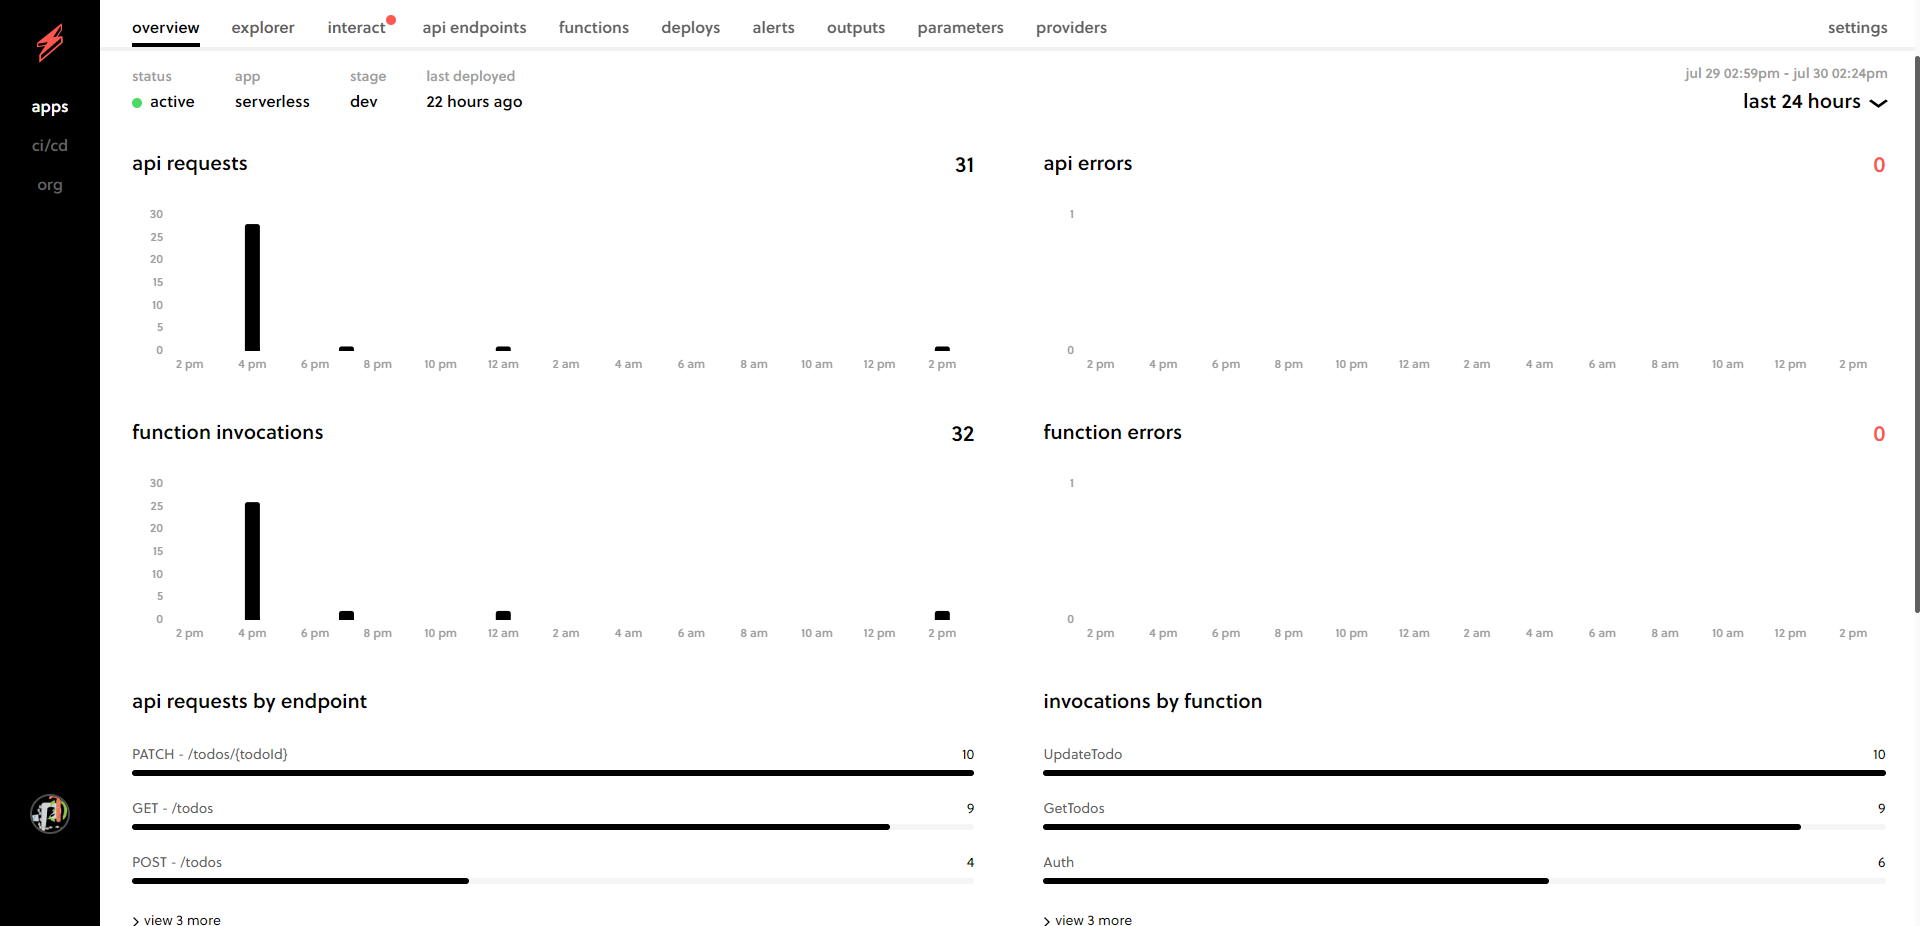 overview explorer interact api endpoints functions deploys alerts outputs parameters providers settings
apps
ci/cd
org
status app stage last deployed
active serverless dev 22 hours ago
jul 29 02:59pm - jul 30 02:24pm
last 24 hours
api requests 31
30
25
20
15
10
5
0
2 pm 4 pm 6 pm 8 pm 10 pm 12 am 2 am 4 am 6 am 8 am 10 am 12 pm 2 pm
api errors 0
1
0
2 pm 4 pm 6 pm 8 pm 10 pm 12 am 2 am 4 am 6 am 8 am 10 am 12 pm 2 pm
function invocations 32
30
25
20
15
10
5
0
2 pm 4 pm 6 pm 8 pm 10 pm 12 am 2 am 4 am 6 am 8 am 10 am 12 pm 2 pm
function errors 0
1
0
2 pm 4 pm 6 pm 8 pm 10 pm 12 am 2 am 4 am 6 am 8 am 10 am 12 pm 2 pm
api requests by endpoint
PATCH - /todos/{todoId} 10
GET - /todos 9
POST - /todos 4
view 3 more
invocations by function
UpdateTodo 10
GetTodos 9
Auth 6
view 3 more